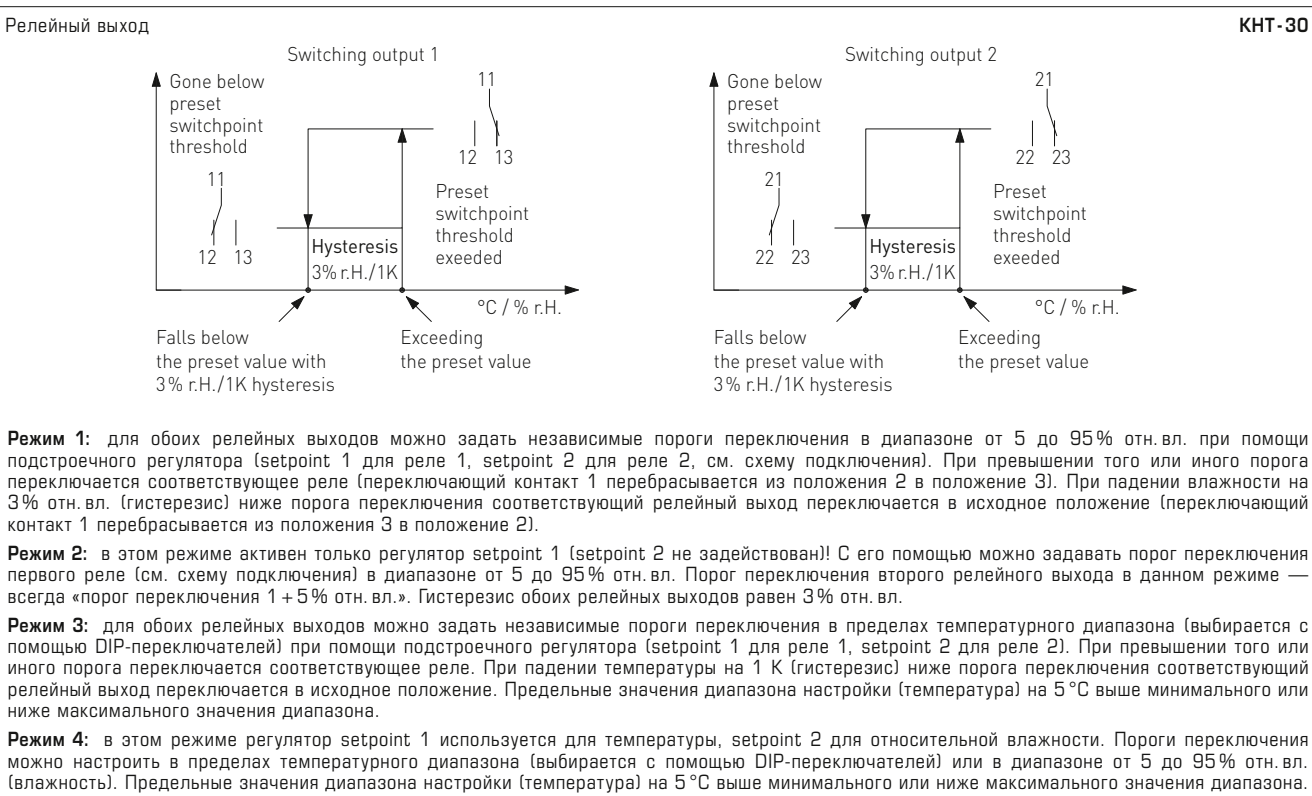 Релейный выход
КНТ-30
Switching output 1
Gone below
preset
switchpoint
threshold
11
12 13
11
12 13
Preset
switchpoint
threshold
exeeded
Hysteresis
3% r.H./1K
°C / % r.H.
Falls below
the preset value with
3% r.H./1K hysteresis
Exceeding
the preset value
Switching output 2
Gone below
preset
switchpoint
threshold
21
22 23
21
22 23
Preset
switchpoint
threshold
exeeded
Hysteresis
3% r.H./1K
°C / % r.H.
Falls below
the preset value with
3% r.H./1K hysteresis
Exceeding
the preset value
Режим 1: для обоих релейных выходов можно задать независимые пороги переключения в диапазоне от 5 до 95% отн. вл. при помощи
подстроечного регулятора (setpoint 1 для реле 1, setpoint 2 для реле 2, см. схему подключения). При превышении того или иного порога
переключается соответствующее реле (переключающий контакт 1 перебрасывается из положения 2 в положение 3). При падении влажности на
3% отн. вл. (гистерезис) ниже порога переключения соответствующий релейный выход переключается в исходное положение (переключающий
контакт 1 перебрасывается из положения 3 в положение 2).
Режим 2: в этом режиме активен только регулятор setpoint 1 (setpoint 2 не задействован)! С его помощью можно задавать порог переключения
первого реле (см. схему подключения) в диапазоне от 5 до 95% отн. вл. Порог переключения второго релейного выхода в данном режиме —
всегда «порог переключения 1 + 5% отн. вл.». Гистерезис обоих релейных выходов равен 3% отн. вл.
Режим 3: для обоих релейных выходов можно задать независимые пороги переключения в пределах температурного диапазона (выбирается с
помощью DIP-переключателей) при помощи подстроечного регулятора (setpoint 1 для реле 1, setpoint 2 для реле 2). При превышении того или
иного порога переключается соответствующее реле. При падении температуры на 1 К (гистерезис) ниже порога переключения соответствующий
релейный выход переключается в исходное положение. Предельные значения диапазона настройки (температура) на 5 °C выше минимального или
ниже максимального значения диапазона.
Режим 4: в этом режиме регулятор setpoint 1 используется для температуры, setpoint 2 для относительной влажности. Пороги переключения
можно настроить в пределах температурного диапазона (выбирается с помощью DIP-переключателей) или в диапазоне от 5 до 95% отн. вл.
(влажность). Предельные значения диапазона настройки (температура) на 5 °C выше минимального или ниже максимального значения диапазона.